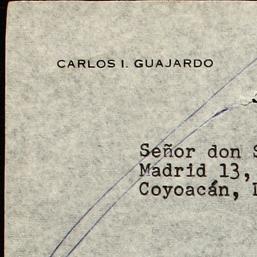 CARLOS I. GUAJARDO
Señor don
Madrid 13,
Coyoacán,